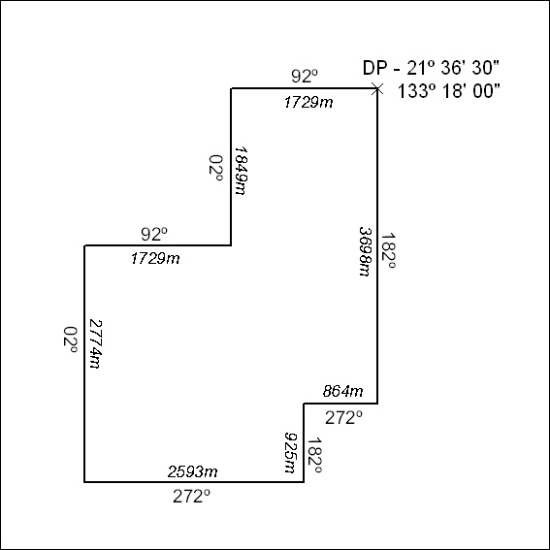 DP - 21º 36' 30"
133º 18' 00"
92º
1729m
02º
1849m
92º
1729m
3698m
182º
02º
2774m
864m
272º
925m
182º
2593m
272º